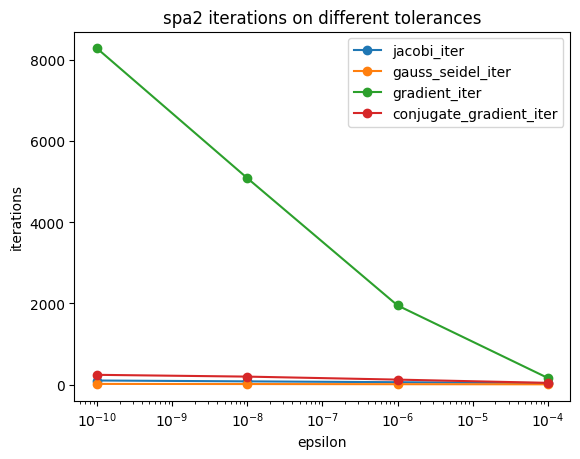 spa2 iterations on different tolerances
jacobi_iter
gauss_seidel_iter
gradient_iter
conjugate_gradient_iter
8000
6000
4000
2000
0
iterations
10⁻¹⁰
10⁻⁹
10⁻⁸
10⁻⁷
10⁻⁶
10⁻⁵
10⁻⁴
epsilon